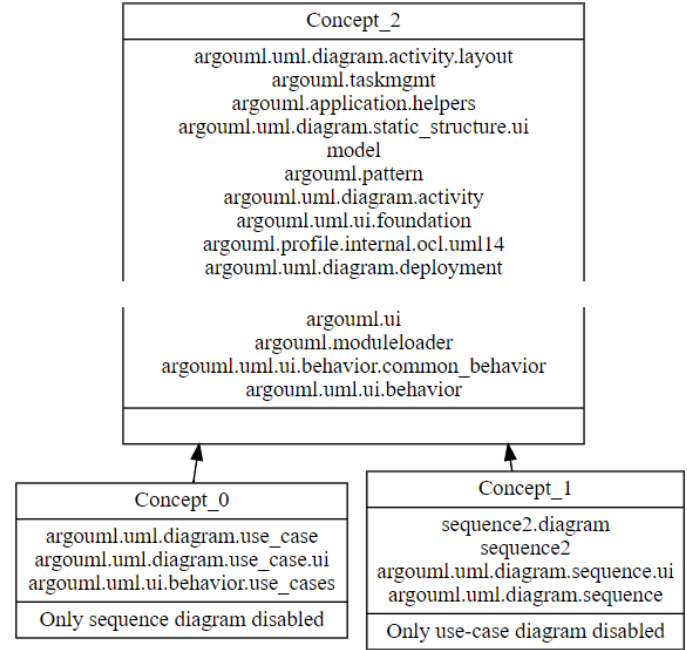 Concept_2
argouml.uml.diagram.activity.layout
argouml.taskmgmt
argouml.application.helpers
argouml.uml.diagram.static_structure.ui
model
argouml.pattern
argouml.uml.diagram.activity
argouml.uml.ui.foundation
argouml.profile.internal.ocl.uml14
argouml.uml.diagram.deployment
argouml.ui
argouml.moduleloader
argouml.uml.ui.behavior.common_behavior
argouml.uml.ui.behavior
Concept_0
argouml.uml.diagram.use_case
argouml.uml.diagram.use_case.ui
argouml.uml.ui.behavior.use_cases
Only sequence diagram disabled
Concept_1
sequence2.diagram
sequence2
argouml.uml.diagram.sequence.ui
argouml.uml.diagram.sequence
Only use-case diagram disabled